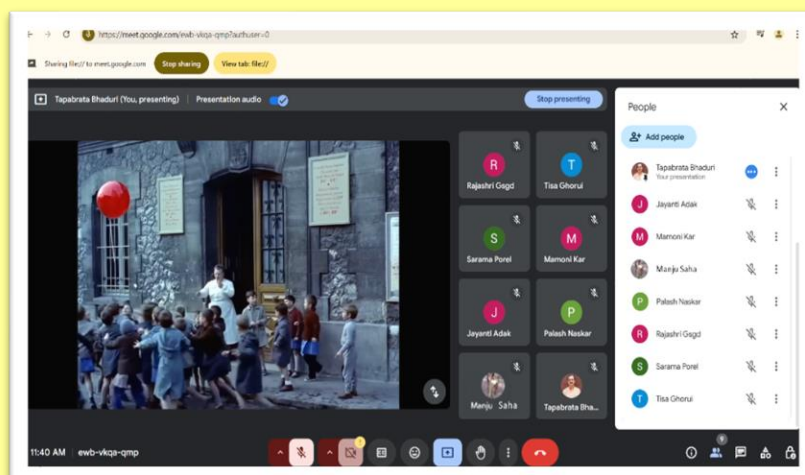 https://meet.google.com/ewb-vkqa-qmp?authuser=0
Sharing file:// to meet.google.com
Stop sharing
View tab: file://
Tapabrata Bhaduri (You, presenting)
Presentation audio
Stop presenting
R
Rajashri Gsgd
T
Tisa Ghorui
S
Sarama Porel
M
Mamoni Kar
J
Jayanti Adak
P
Palash Naskar
Manju Saha
Tapabrata Bha...
People
Add people
Tapabrata Bhaduri
Your presentation
J
Jayanti Adak
M
Mamoni Kar
Manju Saha
P
Palash Naskar
R
Rajashri Gsgd
S
Sarama Porel
T
Tisa Ghorui
11:40 AM
ewb-vkqa-qmp